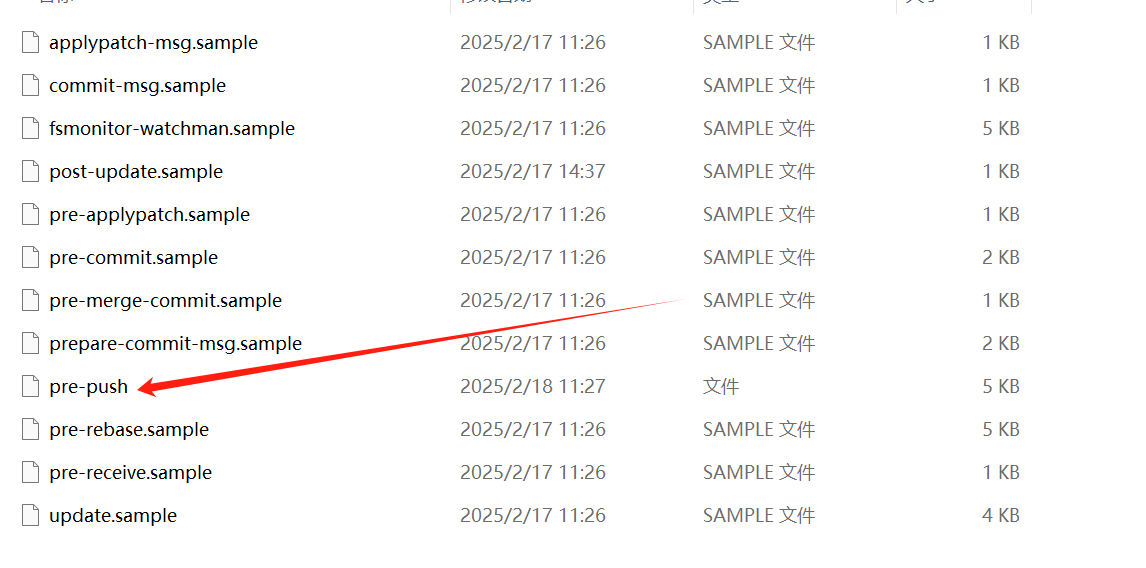 applypatch-msg.sample 2025/2/17 11:26 SAMPLE 文件 1 KB
commit-msg.sample 2025/2/17 11:26 SAMPLE 文件 1 KB
fsmonitor-watchman.sample 2025/2/17 11:26 SAMPLE 文件 5 KB
post-update.sample 2025/2/17 14:37 SAMPLE 文件 1 KB
pre-applypatch.sample 2025/2/17 11:26 SAMPLE 文件 1 KB
pre-commit.sample 2025/2/17 11:26 SAMPLE 文件 2 KB
pre-merge-commit.sample 2025/2/17 11:26 SAMPLE 文件 1 KB
prepare-commit-msg.sample 2025/2/17 11:26 SAMPLE 文件 2 KB
pre-push 2025/2/18 11:27 文件 5 KB
pre-rebase.sample 2025/2/17 11:26 SAMPLE 文件 5 KB
pre-receive.sample 2025/2/17 11:26 SAMPLE 文件 1 KB
update.sample 2025/2/17 11:26 SAMPLE 文件 4 KB